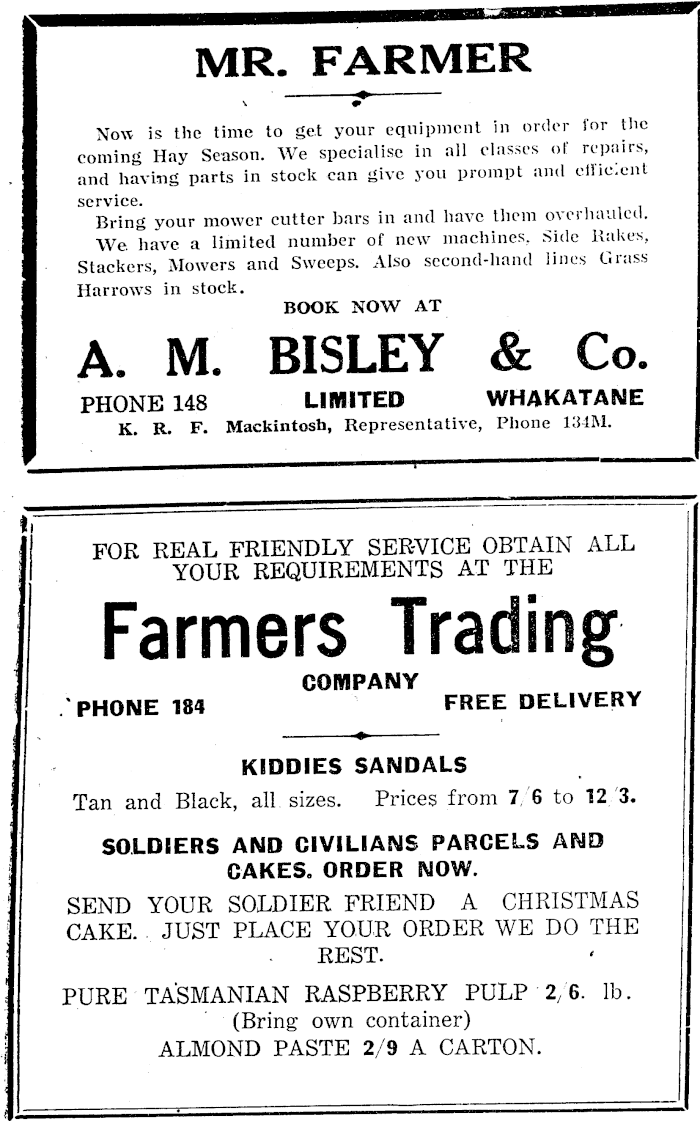 MR. FARMER
Now is the time to get your equipment in order for the
coming Hay Season. We specialise in all classes of repairs,
and having parts in stock can give you prompt and efficient
service.
Bring your mower cutter bars in and have them overhauled.
We have a limited number of new machines, Side Rakes,
Stackers, Mowers and Sweeps. Also second-hand lines Grass
Harrows in stock.
BOOK NOW AT
A. M. BISLEY & Co.
PHONE 148 LIMITED WHAKATANE
K. R. F. Mackintosh, Representative, Phone 134M.
FOR REAL FRIENDLY SERVICE OBTAIN ALL
YOUR REQUIREMENTS AT THE
Farmers Trading
COMPANY
PHONE 184 FREE DELIVERY
KIDDIES SANDALS
Tan and Black, all sizes. Prices from 7/6 to 12/3.
SOLDIERS AND CIVILIANS PARCELS AND
CAKES. ORDER NOW.
SEND YOUR SOLDIER FRIEND A CHRISTMAS
CAKE. JUST PLACE YOUR ORDER WE DO THE
REST.
PURE TASMANIAN RASPBERRY PULP 2/6. lb.
(Bring own container)
ALMOND PASTE 2/9 A CARTON.